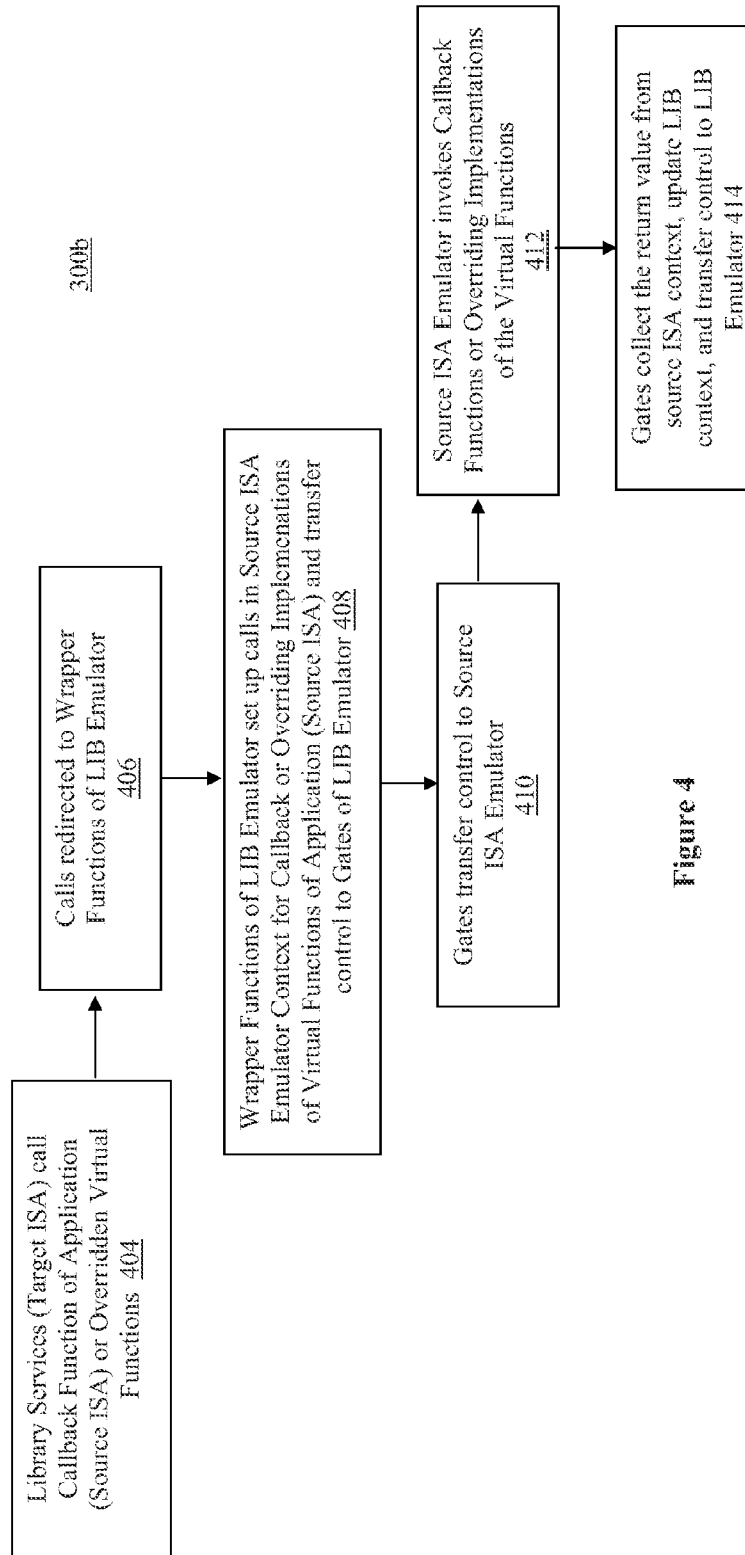 300b
Library Services (Target ISA) call
Callback Function of Application
(Source ISA) or Overridden Virtual
Functions 404
Calls redirected to Wrapper
Functions of LIB Emulator
406
Wrapper Functions of LIB Emulator set up calls in Source ISA
Emulator Context for Callback or Overriding Implemenations
of Virtual Functions of Application (Source ISA) and transfer
control to Gates of LIB Emulator 408
Gates transfer control to Source
ISA Emulator
410
Source ISA Emulator invokes Callback
Functions or Overriding Implementations
of the Virtual Functions
412
Gates collect the return value from
source ISA context, update LIB
context, and transfer control to LIB
Emulator 414
Figure 4